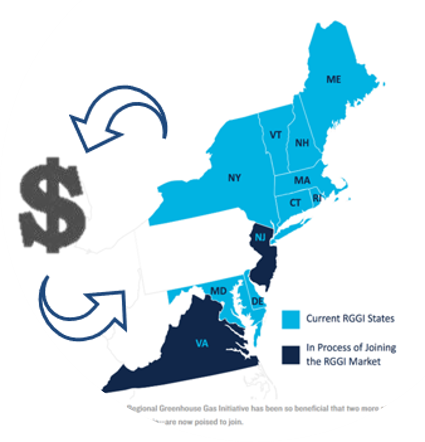 ME
VT
NH
NY
MA
CT
RI
NJ
MD
DE
VA
$
Current RGGI States
In Process of Joining
the RGGI Market
Regional Greenhouse Gas Initiative has been so beneficial that two more
are now poised to join.